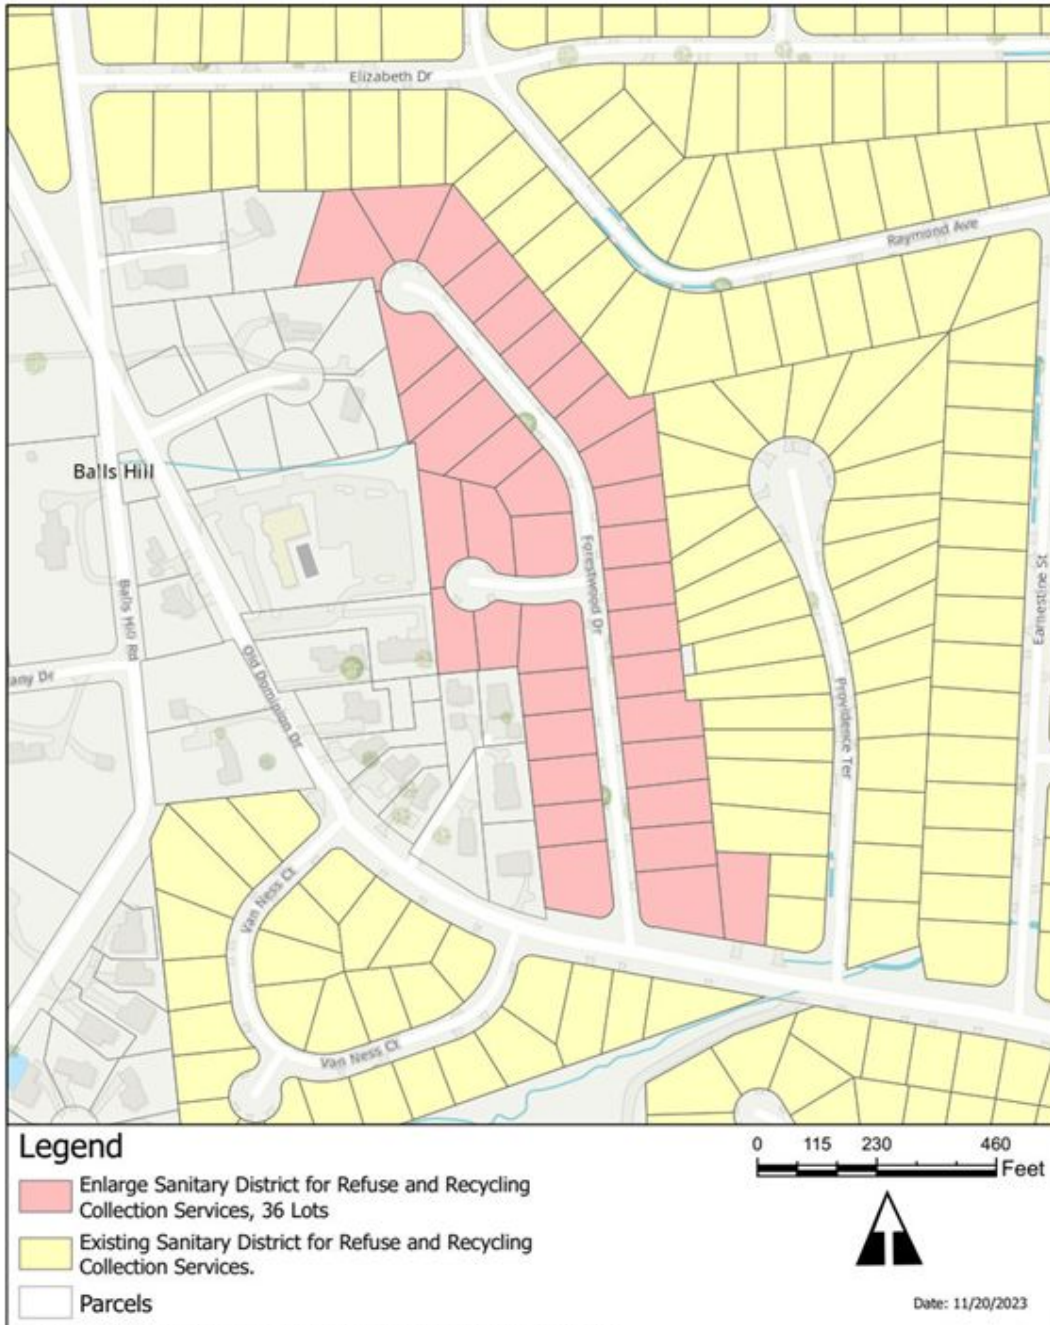 Elizabeth Dr
Raymond Ave
Balls Hill
Forestwood Dr
Earnestine St
Balls Hill Rd
any Dr
Old Dominion Dr
Providence Ter
Van Ness Ct
Van Ness Ct
Legend
Enlarge Sanitary District for Refuse and Recycling
Collection Services, 36 Lots
Existing Sanitary District for Refuse and Recycling
Collection Services.
Parcels
0 115 230 460
Feet
Date: 11/20/2023